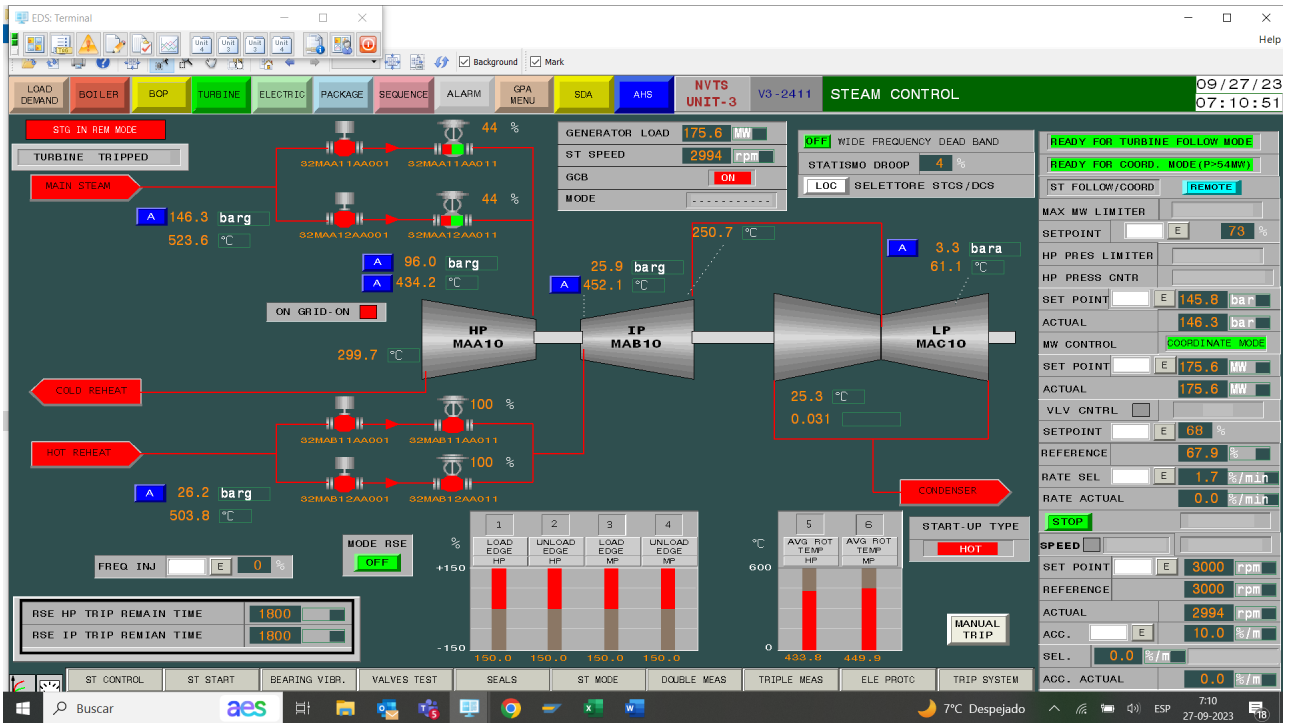 EDS: Terminal
Help
Unit 4 Unit 3 Unit 3 Unit 4
Background Mark
LOAD DEMAND BOILER BOP TURBINE ELECTRIC PACKAGE SEQUENCE ALARM GPA MENU SDA AHS NVTS UNIT-3 V3-2411 STEAM CONTROL 09/27/23
07:10:51
STG IN REM MODE
TURBINE TRIPPED
MAIN STEAM
A 146.3 barg
523.6 °C
32MAA11AA001 32MAA11AA011
44 %
32MAA12AA001 32MAA12AA011
44 %
GENERATOR LOAD 175.6 MW
ST SPEED 2994 rpm
GCB ON
MODE -----------
OFF WIDE FREQUENCY DEAD BAND
STATISMO DROOP 4 %
LOC SELETTORE STCS/DCS
A 96.0 barg
A 434.2 °C
25.9 barg
A 452.1 °C
250.7 °C
A 3.3 bara
61.1 °C
ON GRID-ON
HP MAA10
IP MAB10
LP MAC10
299.7 °C
COLD REHEAT
25.3 °C
0.031
100 %
32MAB11AA001 32MAB11AA011
HOT REHEAT
100 %
A 26.2 barg
32MAB12AA001 32MAB12AA011
503.8 °C
CONDENSER
READY FOR TURBINE FOLLOW MODE
READY FOR COORD. MODE(P>54MW)
ST FOLLOW/COORD REMOTE
MAX MW LIMITER
SETPOINT E 73 %
HP PRES LIMITER
HP PRESS CNTR
SET POINT E 145.8 bar
ACTUAL 146.3 bar
MW CONTROL COORDINATE MODE
SET POINT E 175.6 MW
ACTUAL 175.6 MW
VLV CNTRL
SETPOINT E 68 %
REFERENCE 67.9 %
RATE SEL E 1.7 %/min
RATE ACTUAL 0.0 %/min
STOP
SPEED
SET POINT E 3000 rpm
REFERENCE 3000 rpm
ACTUAL 2994 rpm
ACC. E 10.0 %/m
SEL. 0.0 %/m
ACC. ACTUAL 0.0 %/m
FREQ INJ E 0 %
MODE RSE
OFF
RSE HP TRIP REMAIN TIME 1800
RSE IP TRIP REMIAN TIME 1800
1 2 3 4
% LOAD EDGE UNLOAD EDGE LOAD EDGE UNLOAD EDGE
HP HP MP MP
+150
-150
150.0 150.0 150.0 150.0
5 6
°C AVG ROT TEMP AVG ROT TEMP
HP MP
600
0
433.8 449.9
START-UP TYPE
HOT
MANUAL TRIP
ST CONTROL ST START BEARING VIBR. VALVES TEST SEALS ST MODE DOUBLE MEAS TRIPLE MEAS ELE PROTC TRIP SYSTEM
Buscar aes 7°C Despejado ESP 7:10
27-09-2023 18